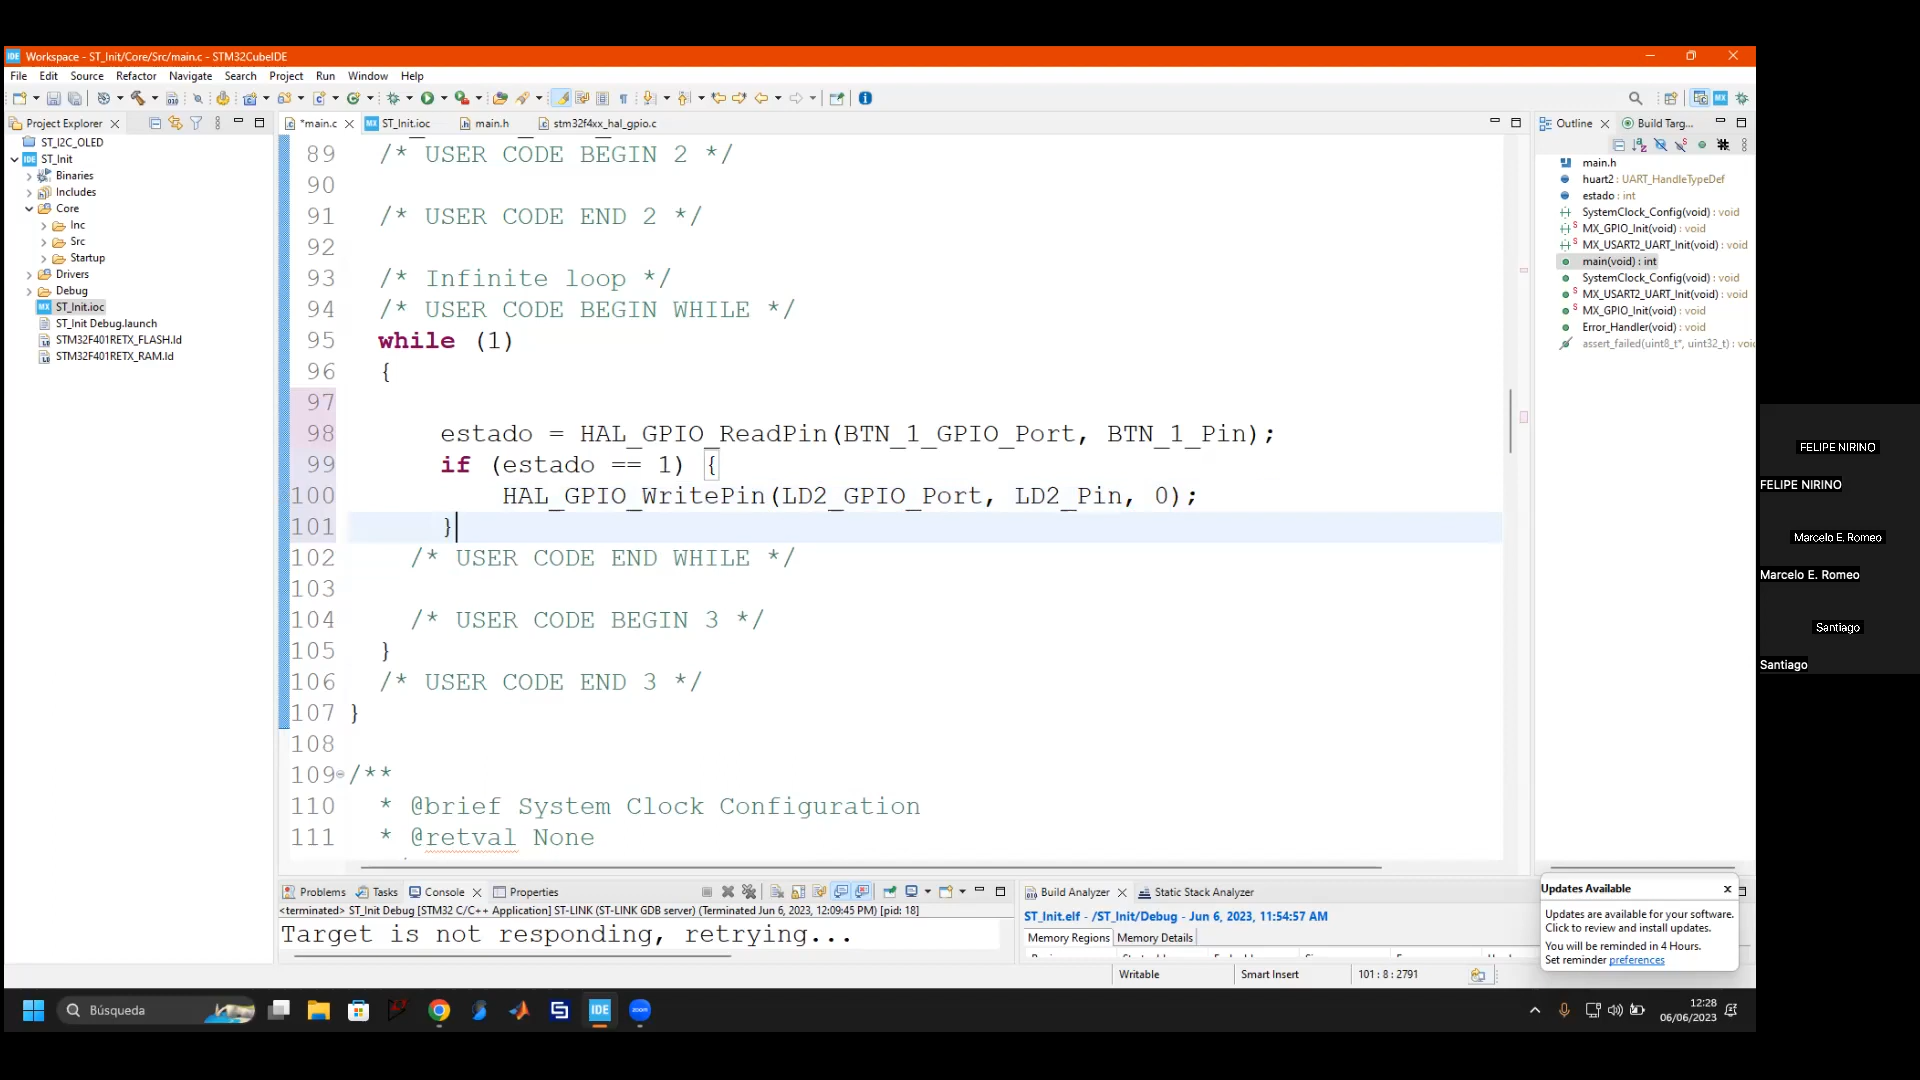 IDE Workspace - ST_Init/Core/Src/main.c - STM32CubeIDE
File Edit Source Refactor Navigate Search Project Run Window Help
Project Explorer
*main.c
MX ST_Init.ioc
main.h
stm32f4xx_hal_gpio.c
Outline
Build Targ...
ST_I2C_OLED
IDE ST_Init
Binaries
Includes
Core
Inc
Src
Startup
Drivers
Debug
MX ST_Init.ioc
ST_Init Debug.launch
STM32F401RETX_FLASH.ld
STM32F401RETX_RAM.ld
89 /* USER CODE BEGIN 2 */
90
91 /* USER CODE END 2 */
92
93 /* Infinite loop */
94 /* USER CODE BEGIN WHILE */
95 while (1)
96 {
97
98 estado = HAL_GPIO_ReadPin(BTN_1_GPIO_Port, BTN_1_Pin);
99 if (estado == 1) {
100 HAL_GPIO_WritePin(LD2_GPIO_Port, LD2_Pin, 0);
101 }
102 /* USER CODE END WHILE */
103
104 /* USER CODE BEGIN 3 */
105 }
106 /* USER CODE END 3 */
107 }
108
109 /**
110 * @brief System Clock Configuration
111 * @retval None
main.h
huart2 : UART_HandleTypeDef
estado : int
SystemClock_Config(void) : void
MX_GPIO_Init(void) : void
MX_USART2_UART_Init(void) : void
main(void) : int
SystemClock_Config(void) : void
MX_USART2_UART_Init(void) : void
MX_GPIO_Init(void) : void
Error_Handler(void) : void
assert_failed(uint8_t*, uint32_t) : voi
Problems Tasks Console Properties
<terminated> ST_Init Debug [STM32 C/C++ Application] ST-LINK (ST-LINK GDB server) (Terminated Jun 6, 2023, 12:09:45 PM) [pid: 18]
Target is not responding, retrying...
Build Analyzer Static Stack Analyzer
ST_Init.elf - /ST_Init/Debug - Jun 6, 2023, 11:54:57 AM
Memory Regions Memory Details
Updates Available
Updates are available for your software.
Click to review and install updates.
You will be reminded in 4 Hours.
Set reminder preferences
Writable Smart Insert 101 : 8 : 2791
Búsqueda
IDE
zoom
12:28
06/06/2023
FELIPE NIRINO
FELIPE NIRINO
Marcelo E. Romeo
Marcelo E. Romeo
Santiago
Santiago